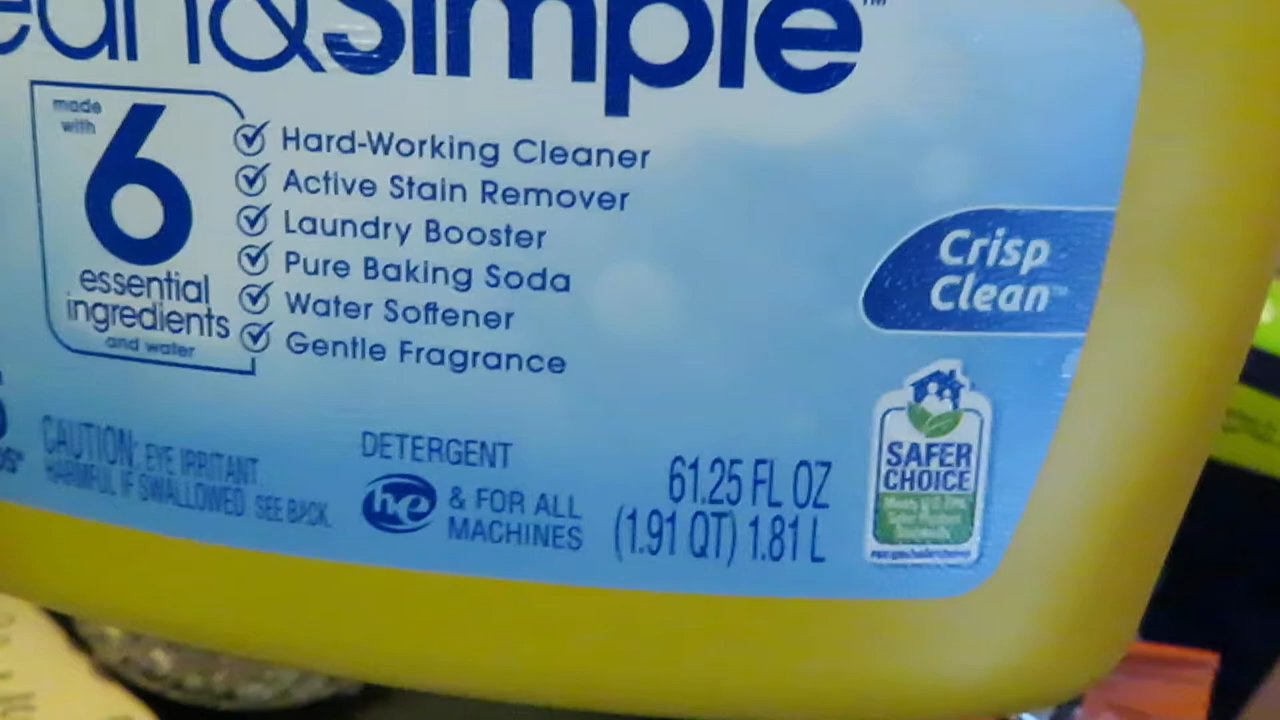 &Simple™
made
with
6
essential
ingredients
and water
Hard-Working Cleaner
Active Stain Remover
Laundry Booster
Pure Baking Soda
Water Softener
Gentle Fragrance
Crisp
Clean™
CAUTION: EYE IRRITANT.
HARMFUL IF SWALLOWED. SEE BACK.
DETERGENT
he & FOR ALL
MACHINES
61.25 FL OZ
(1.91 QT) 1.81 L
SAFER
CHOICE